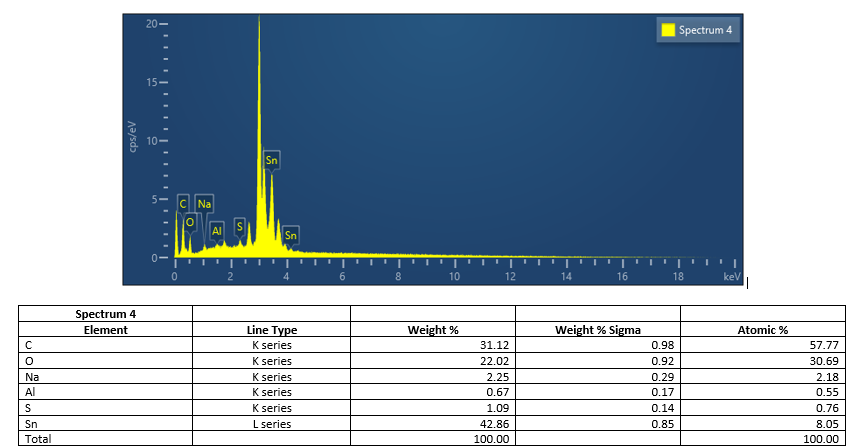 Spectrum 4
cps/eV
20
15
10
5
0
Sn
C
Na
O
Al
S
Sn
0 2 4 6 8 10 12 14 16 18 keV
Spectrum 4
Element Line Type Weight % Weight % Sigma Atomic %
C K series 31.12 0.98 57.77
O K series 22.02 0.92 30.69
Na K series 2.25 0.29 2.18
Al K series 0.67 0.17 0.55
S K series 1.09 0.14 0.76
Sn L series 42.86 0.85 8.05
Total 100.00 100.00